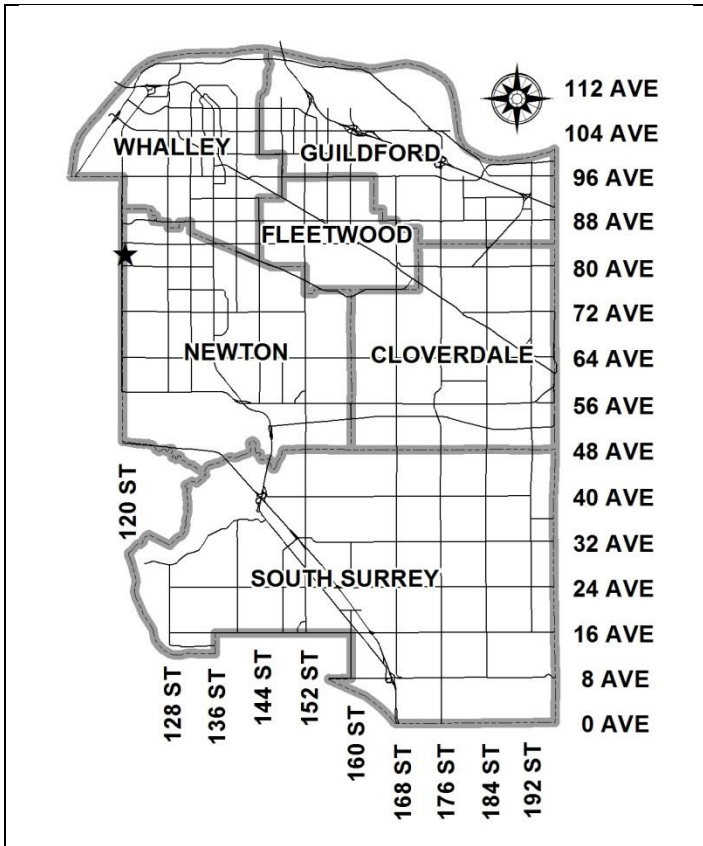 112 AVE
104 AVE
WHALLEY
GUILDFORD
96 AVE
88 AVE
FLEETWOOD
80 AVE
72 AVE
NEWTON
CLOVERDALE
64 AVE
56 AVE
48 AVE
120 ST
40 AVE
32 AVE
SOUTH SURREY
24 AVE
16 AVE
8 AVE
0 AVE
128 ST
136 ST
144 ST
152 ST
160 ST
168 ST
176 ST
184 ST
192 ST